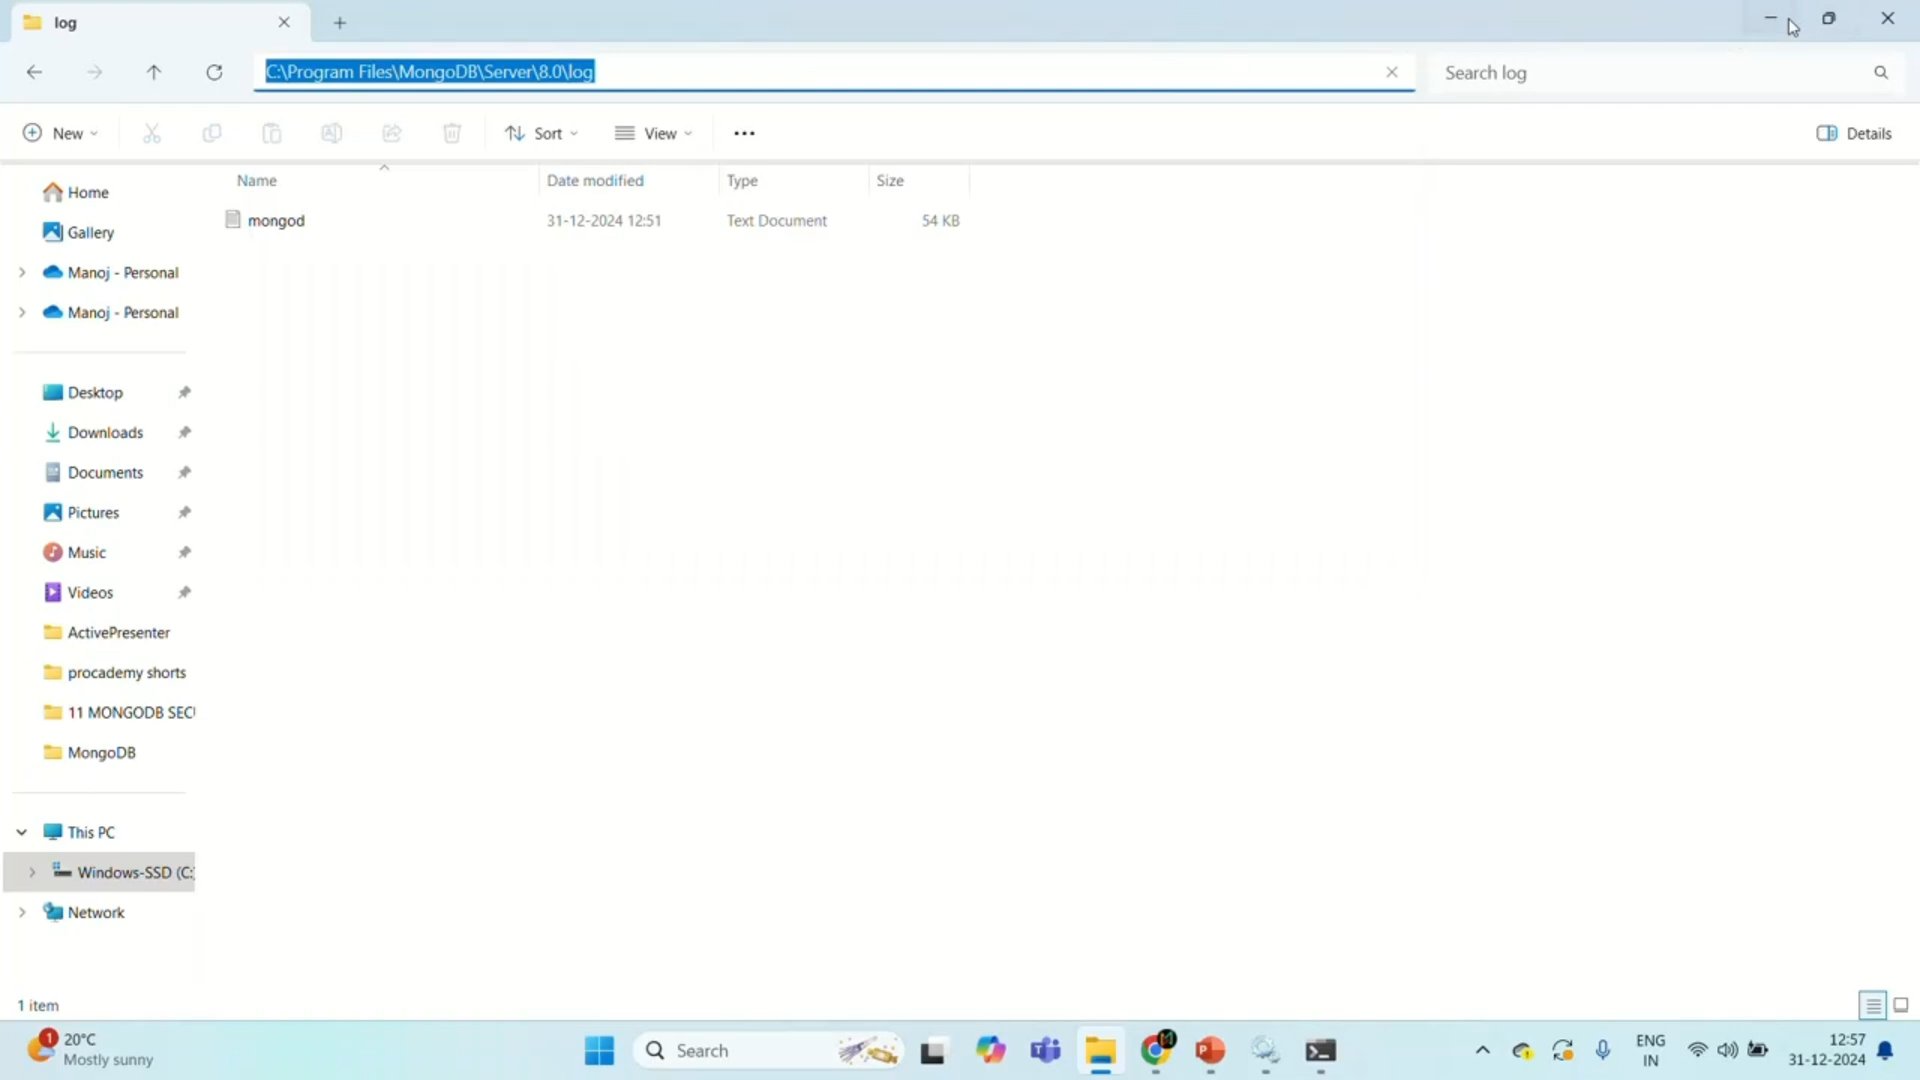 log
C:\Program Files\MongoDB\Server\8.0\log
Search log
New
Sort
View
Details
Name
Date modified
Type
Size
mongod
31-12-2024 12:51
Text Document
54 KB
Home
Gallery
Manoj - Personal
Manoj - Personal
Desktop
Downloads
Documents
Pictures
Music
Videos
ActivePresenter
procademy shorts
11 MONGODB SECU
MongoDB
This PC
Windows-SSD (C:)
Network
1 item
1
20°C
Mostly sunny
Search
ENG
IN
12:57
31-12-2024